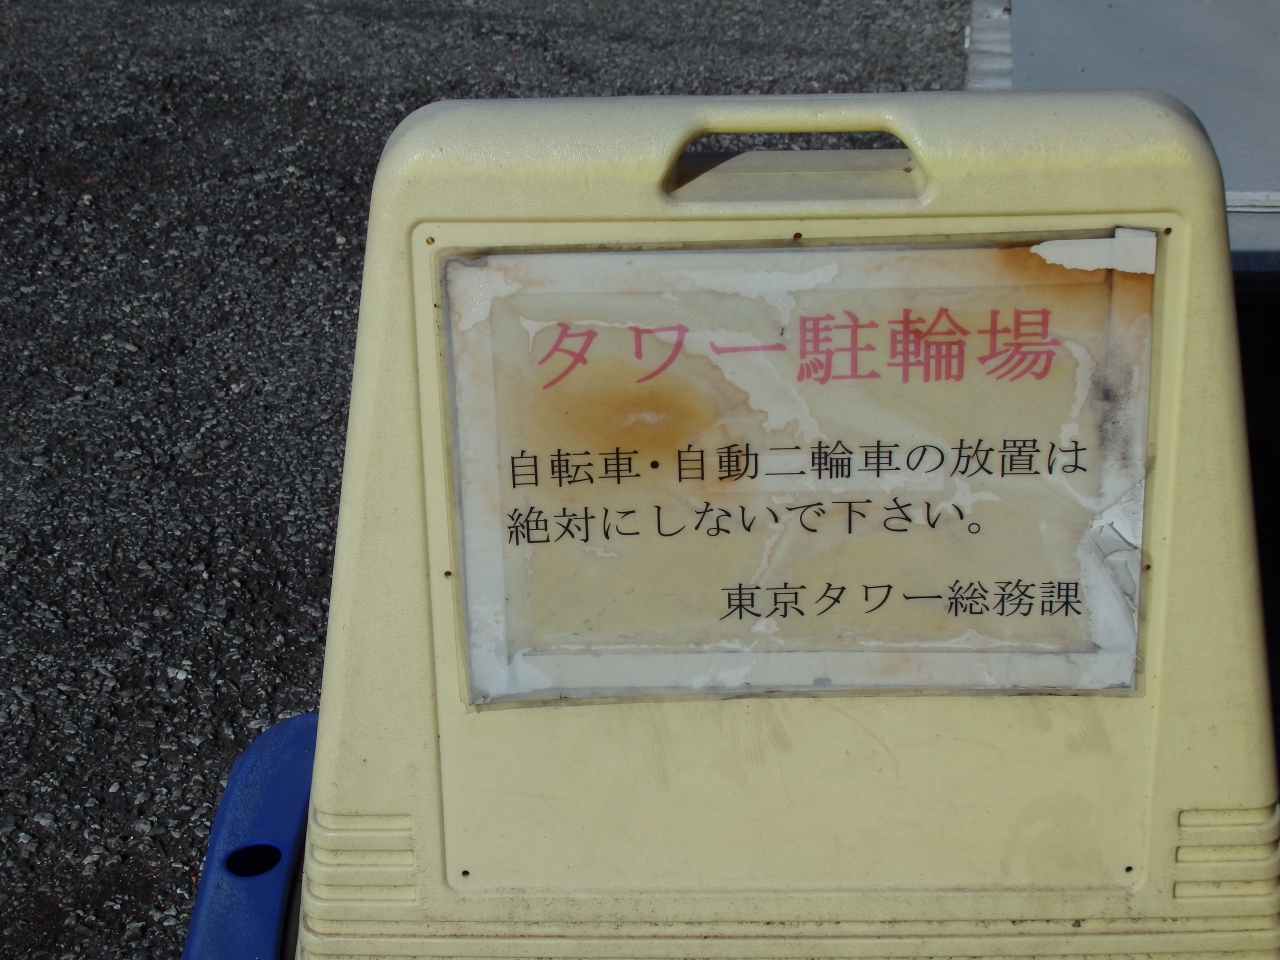 タワー駐輪場
自転車・自動二輪車の放置は
絶対にしないで下さい。
東京タワー総務課